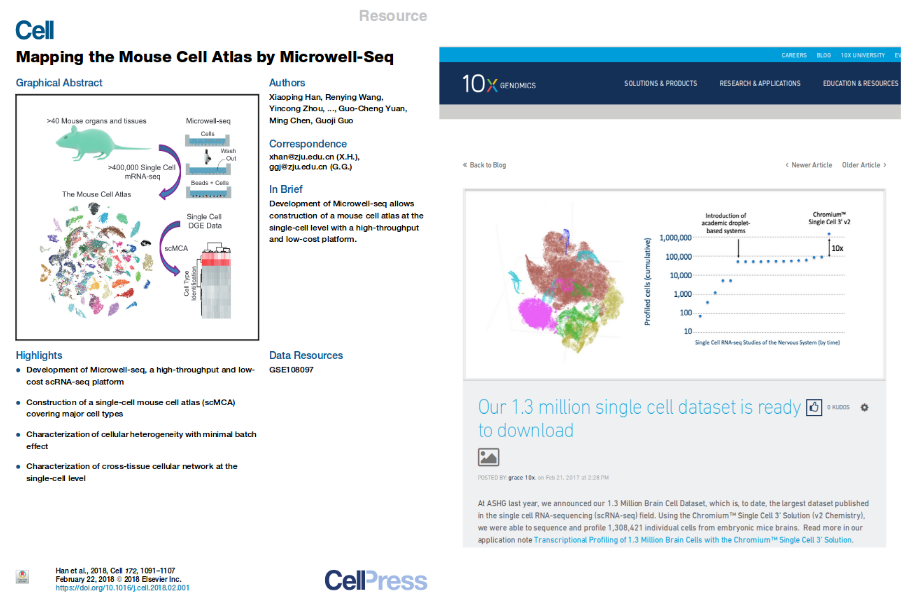 Resource
Cell
Mapping the Mouse Cell Atlas by Microwell-Seq
Graphical Abstract
>40 Mouse organs and tissues
Microwell-seq
Cells
Wash
Out
>400,000 Single Cell
mRNA-seq
Beads + Cells
The Mouse Cell Atlas
Single Cell
DGE Data
scMCA
Cell Type
Identification
Authors
Xiaoping Han, Renying Wang,
Yincong Zhou, ..., Guo-Cheng Yuan,
Ming Chen, Guoji Guo
Correspondence
xhan@zju.edu.cn (X.H.),
ggj@zju.edu.cn (G.G.)
In Brief
Development of Microwell-seq allows
construction of a mouse cell atlas at the
single-cell level with a high-throughput
and low-cost platform.
Highlights
• Development of Microwell-seq, a high-throughput and low-
cost scRNA-seq platform
• Construction of a single-cell mouse cell atlas (scMCA)
covering major cell types
• Characterization of cellular heterogeneity with minimal batch
effect
• Characterization of cross-tissue cellular network at the
single-cell level
Data Resources
GSE108097
Han et al., 2018, Cell 172, 1091–1107
February 22, 2018 © 2018 Elsevier Inc.
https://doi.org/10.1016/j.cell.2018.02.001
CellPress
CAREERS BLOG 10X UNIVERSITY EV
10X GENOMICS
SOLUTIONS & PRODUCTS RESEARCH & APPLICATIONS EDUCATION & RESOURCES
« Back to Blog
‹ Newer Article Older Article ›
Introduction of
academic droplet-
based systems
Chromium™
Single Cell 3' v2
10x
Profiled cells (cumulative)
1,000,000
100,000
10,000
1,000
100
10
Single Cell RNA-seq Studies of the Nervous System (by time)
Our 1.3 million single cell dataset is ready
to download
0 KUDOS
POSTED BY: grace 10x, on Feb 21, 2017 at 2:28 PM
At ASHG last year, we announced our 1.3 Million Brain Cell Dataset, which is, to date, the largest dataset published
in the single cell RNA-sequencing (scRNA-seq) field. Using the Chromium™ Single Cell 3' Solution (v2 Chemistry),
we were able to sequence and profile 1,308,421 individual cells from embryonic mice brains. Read more in our
application note Transcriptional Profiling of 1.3 Million Brain Cells with the Chromium™ Single Cell 3' Solution.